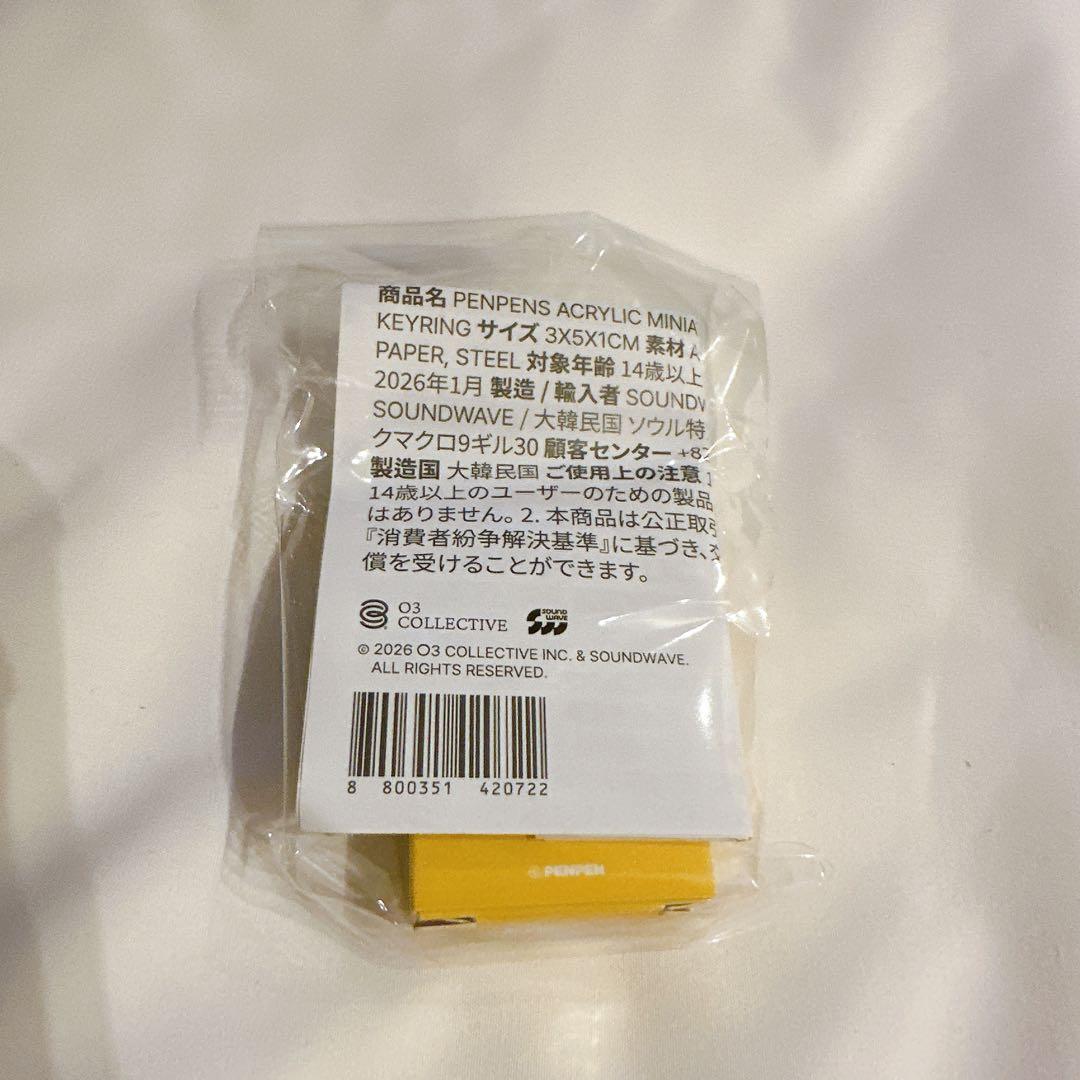 商品名 PENPENS ACRYLIC MINIA
KEYRING サイズ 3X5X1CM 素材 A
PAPER, STEEL 対象年齢 14歳以上
2026年1月 製造 / 輸入者 SOUNDW
SOUNDWAVE / 大韓民国 ソウル特
クマクロ9ギル30 顧客センター +82
製造国 大韓民国 ご使用上の注意 1
14歳以上のユーザーのための製品
はありません。2. 本商品は公正取引
『消費者紛争解決基準』に基づき、交
償を受けることができます。
O3
COLLECTIVE
SOUND
WAVE
© 2026 O3 COLLECTIVE INC. & SOUNDWAVE.
ALL RIGHTS RESERVED.
8 800351 420722
PENPEN